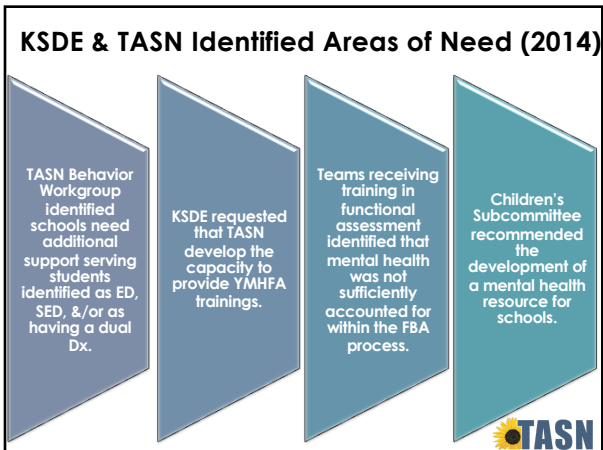 KSDE & TASN Identified Areas of Need (2014)
TASN Behavior
Workgroup
identified
schools need
additional
support serving
students
identified as ED,
SED, &/or as
having a dual
Dx.
KSDE requested
that TASN
develop the
capacity to
provide YMHFA
trainings.
Teams receiving
training in
functional
assessment
identified that
mental health
was not
sufficiently
accounted for
within the FBA
process.
Children's
Subcommittee
recommended
the
development of
a mental health
resource for
schools.
TASN